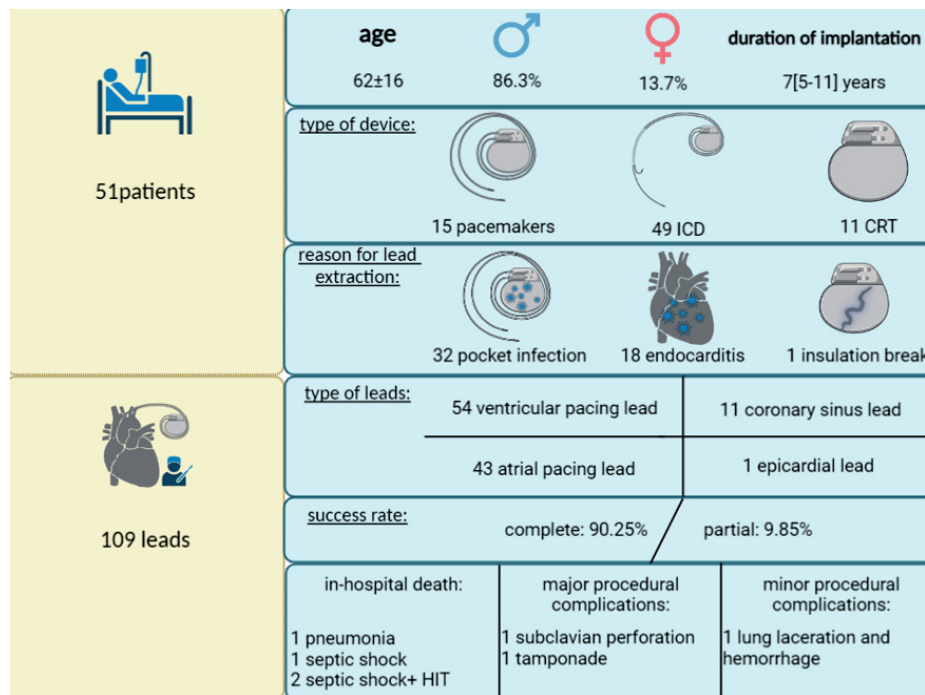 age
duration of implantation
62±16
86.3%
13.7%
7[5-11] years
51patients
type of device:
15 pacemakers
49 ICD
11 CRT
reason for lead
extraction:
32 pocket infection
18 endocarditis
1 insulation break
109 leads
type of leads:
54 ventricular pacing lead
11 coronary sinus lead
43 atrial pacing lead
1 epicardial lead
success rate:
complete: 90.25%
partial: 9.85%
in-hospital death:
1 pneumonia
1 septic shock
2 septic shock+ HIT
major procedural
complications:
1 subclavian perforation
1 tamponade
minor procedural
complications:
1 lung laceration and
hemorrhage